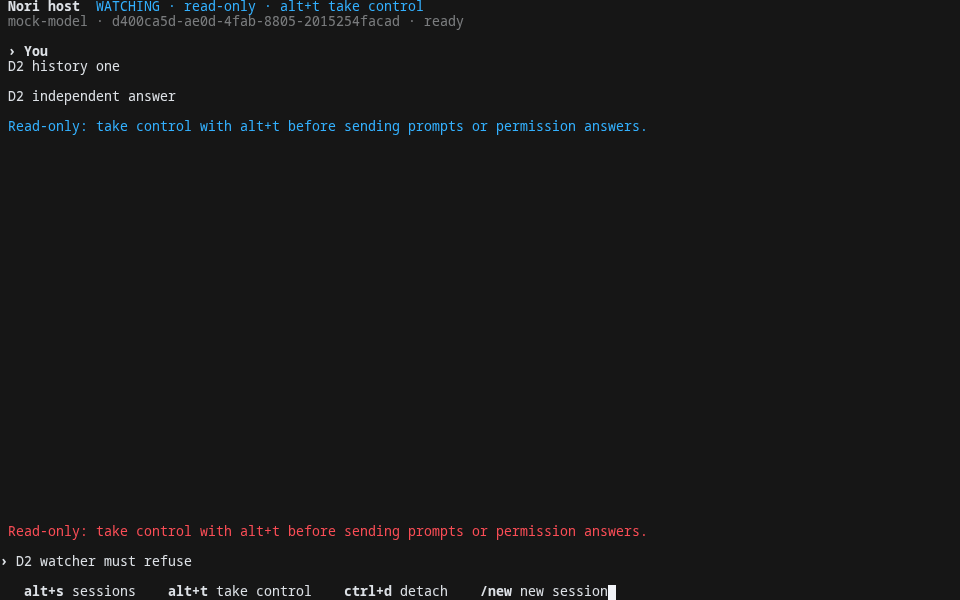 Nori host  WATCHING · read-only · alt+t take control
mock-model · d400ca5d-ae0d-4fab-8805-2015254facad · ready
› You
D2 history one
D2 independent answer
Read-only: take control with alt+t before sending prompts or permission answers.
Read-only: take control with alt+t before sending prompts or permission answers.
› D2 watcher must refuse
alt+s sessions    alt+t take control    ctrl+d detach    /new new session